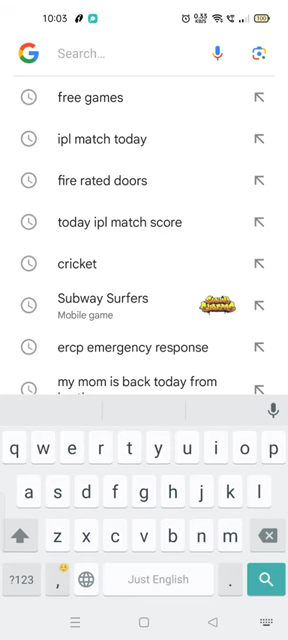 10:03
0.33
KB/S
100
Search...
free games
ipl match today
fire rated doors
today ipl match score
cricket
Subway Surfers
Mobile game
ercp emergency response
my mom is back today from
q w e r t y u i o p
a s d f g h j k l
z x c v b n m
?123 , Just English .